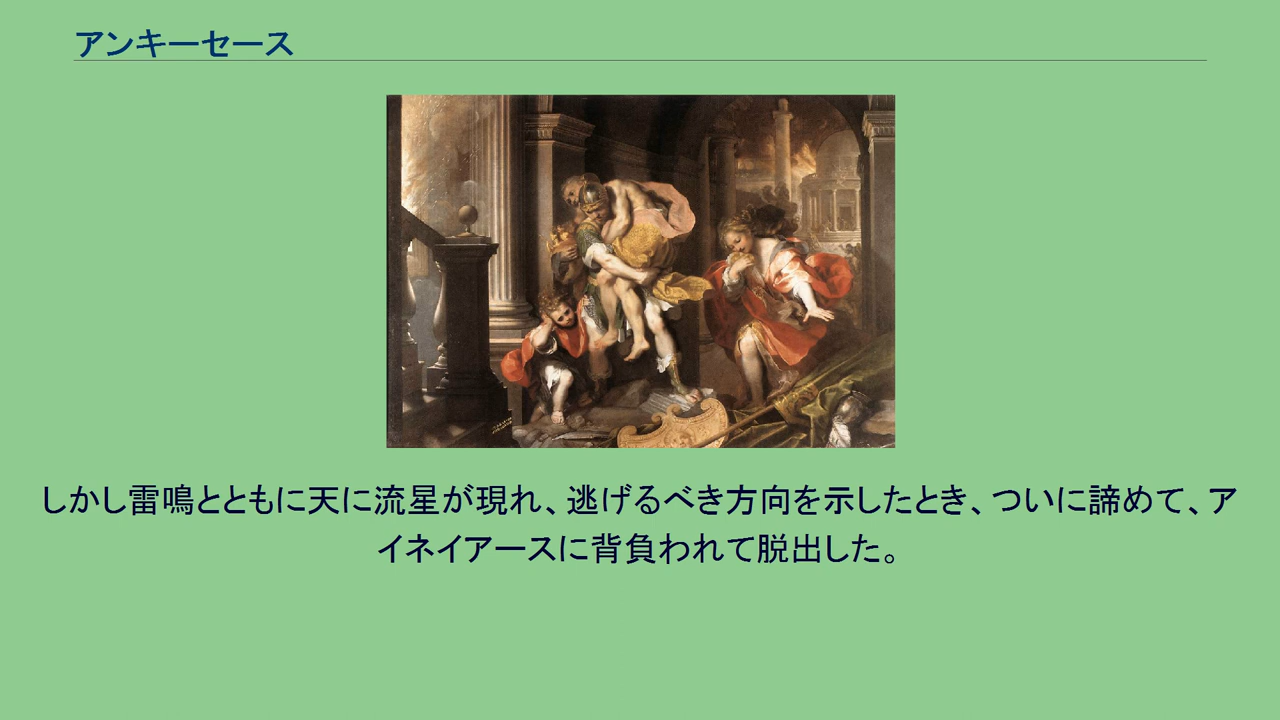 アンキーセース
しかし雷鳴とともに天に流星が現れ、逃げるべき方向を示したとき、ついに諦めて、ア
イネイアースに背負われて脱出した。